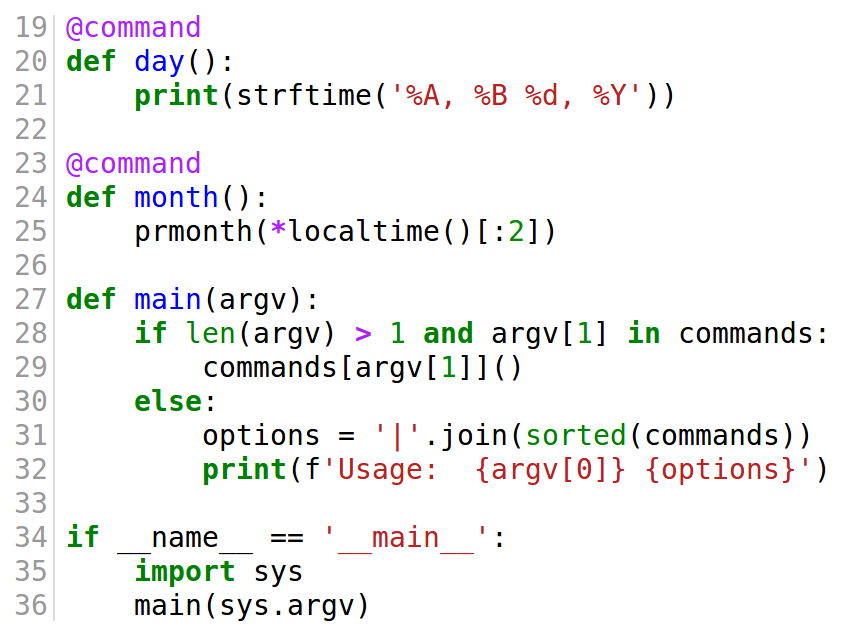 19 @command
20 def day():
21     print(strftime('%A, %B %d, %Y'))
22
23 @command
24 def month():
25     prmonth(*localtime()[:2])
26
27 def main(argv):
28     if len(argv) > 1 and argv[1] in commands:
29         commands[argv[1]]()
30     else:
31         options = '|'.join(sorted(commands))
32         print(f'Usage:  {argv[0]} {options}')
33
34 if __name__ == '__main__':
35     import sys
36     main(sys.argv)